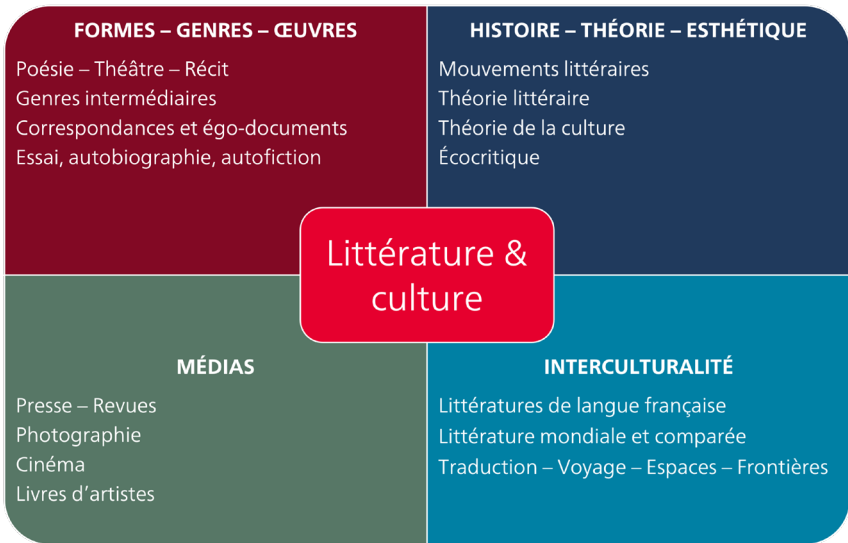 FORMES – GENRES – ŒUVRES
Poésie – Théâtre – Récit
Genres intermédiaires
Correspondances et égo-documents
Essai, autobiographie, autofiction
HISTOIRE – THÉORIE – ESTHÉTIQUE
Mouvements littéraires
Théorie littéraire
Théorie de la culture
Écocritique
Littérature &
culture
MÉDIAS
Presse – Revues
Photographie
Cinéma
Livres d’artistes
INTERCULTURALITÉ
Littératures de langue française
Littérature mondiale et comparée
Traduction – Voyage – Espaces – Frontières